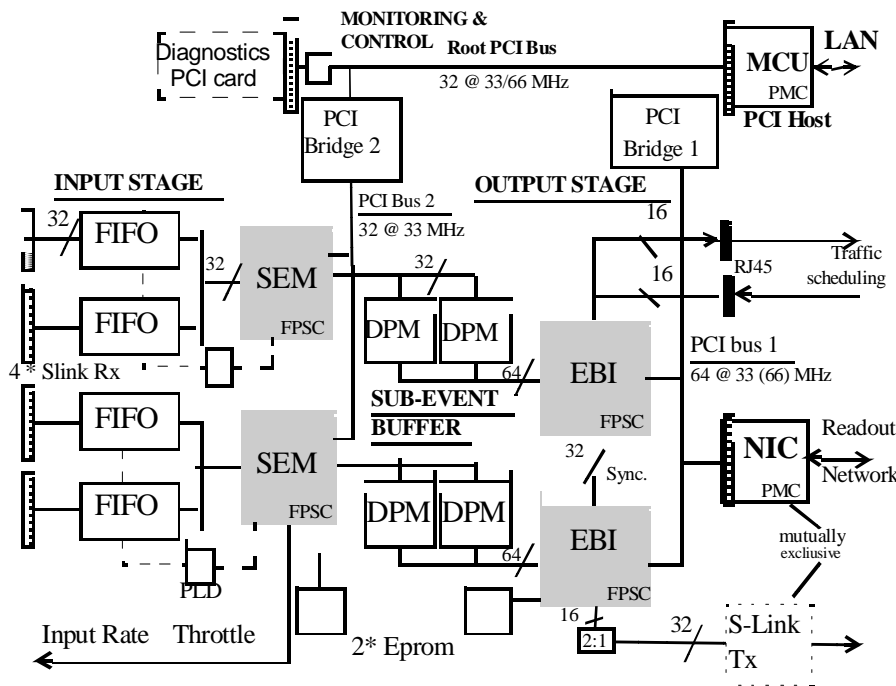 MONITORING &
CONTROL
Diagnostics
PCI card
Root PCI Bus
32 @ 33/66 MHz
MCU
PMC
LAN
PCI Host
PCI
Bridge 2
PCI
Bridge 1
INPUT STAGE
PCI Bus 2
32 @ 33 MHz
OUTPUT STAGE
32
FIFO
32
SEM
FPSC
32
16
16
RJ45
Traffic
scheduling
FIFO
DPM
DPM
64
EBI
FPSC
PCI bus 1
64 @ 33 (66) MHz
4 * Slink Rx
SUB-EVENT
BUFFER
FIFO
SEM
FPSC
32
Sync.
NIC
PMC
Readout
Network
FIFO
DPM
DPM
64
EBI
FPSC
mutually
excliusive
PLD
16
2:1
32
S-Link
Tx
Input Rate Throttle
2* Eprom